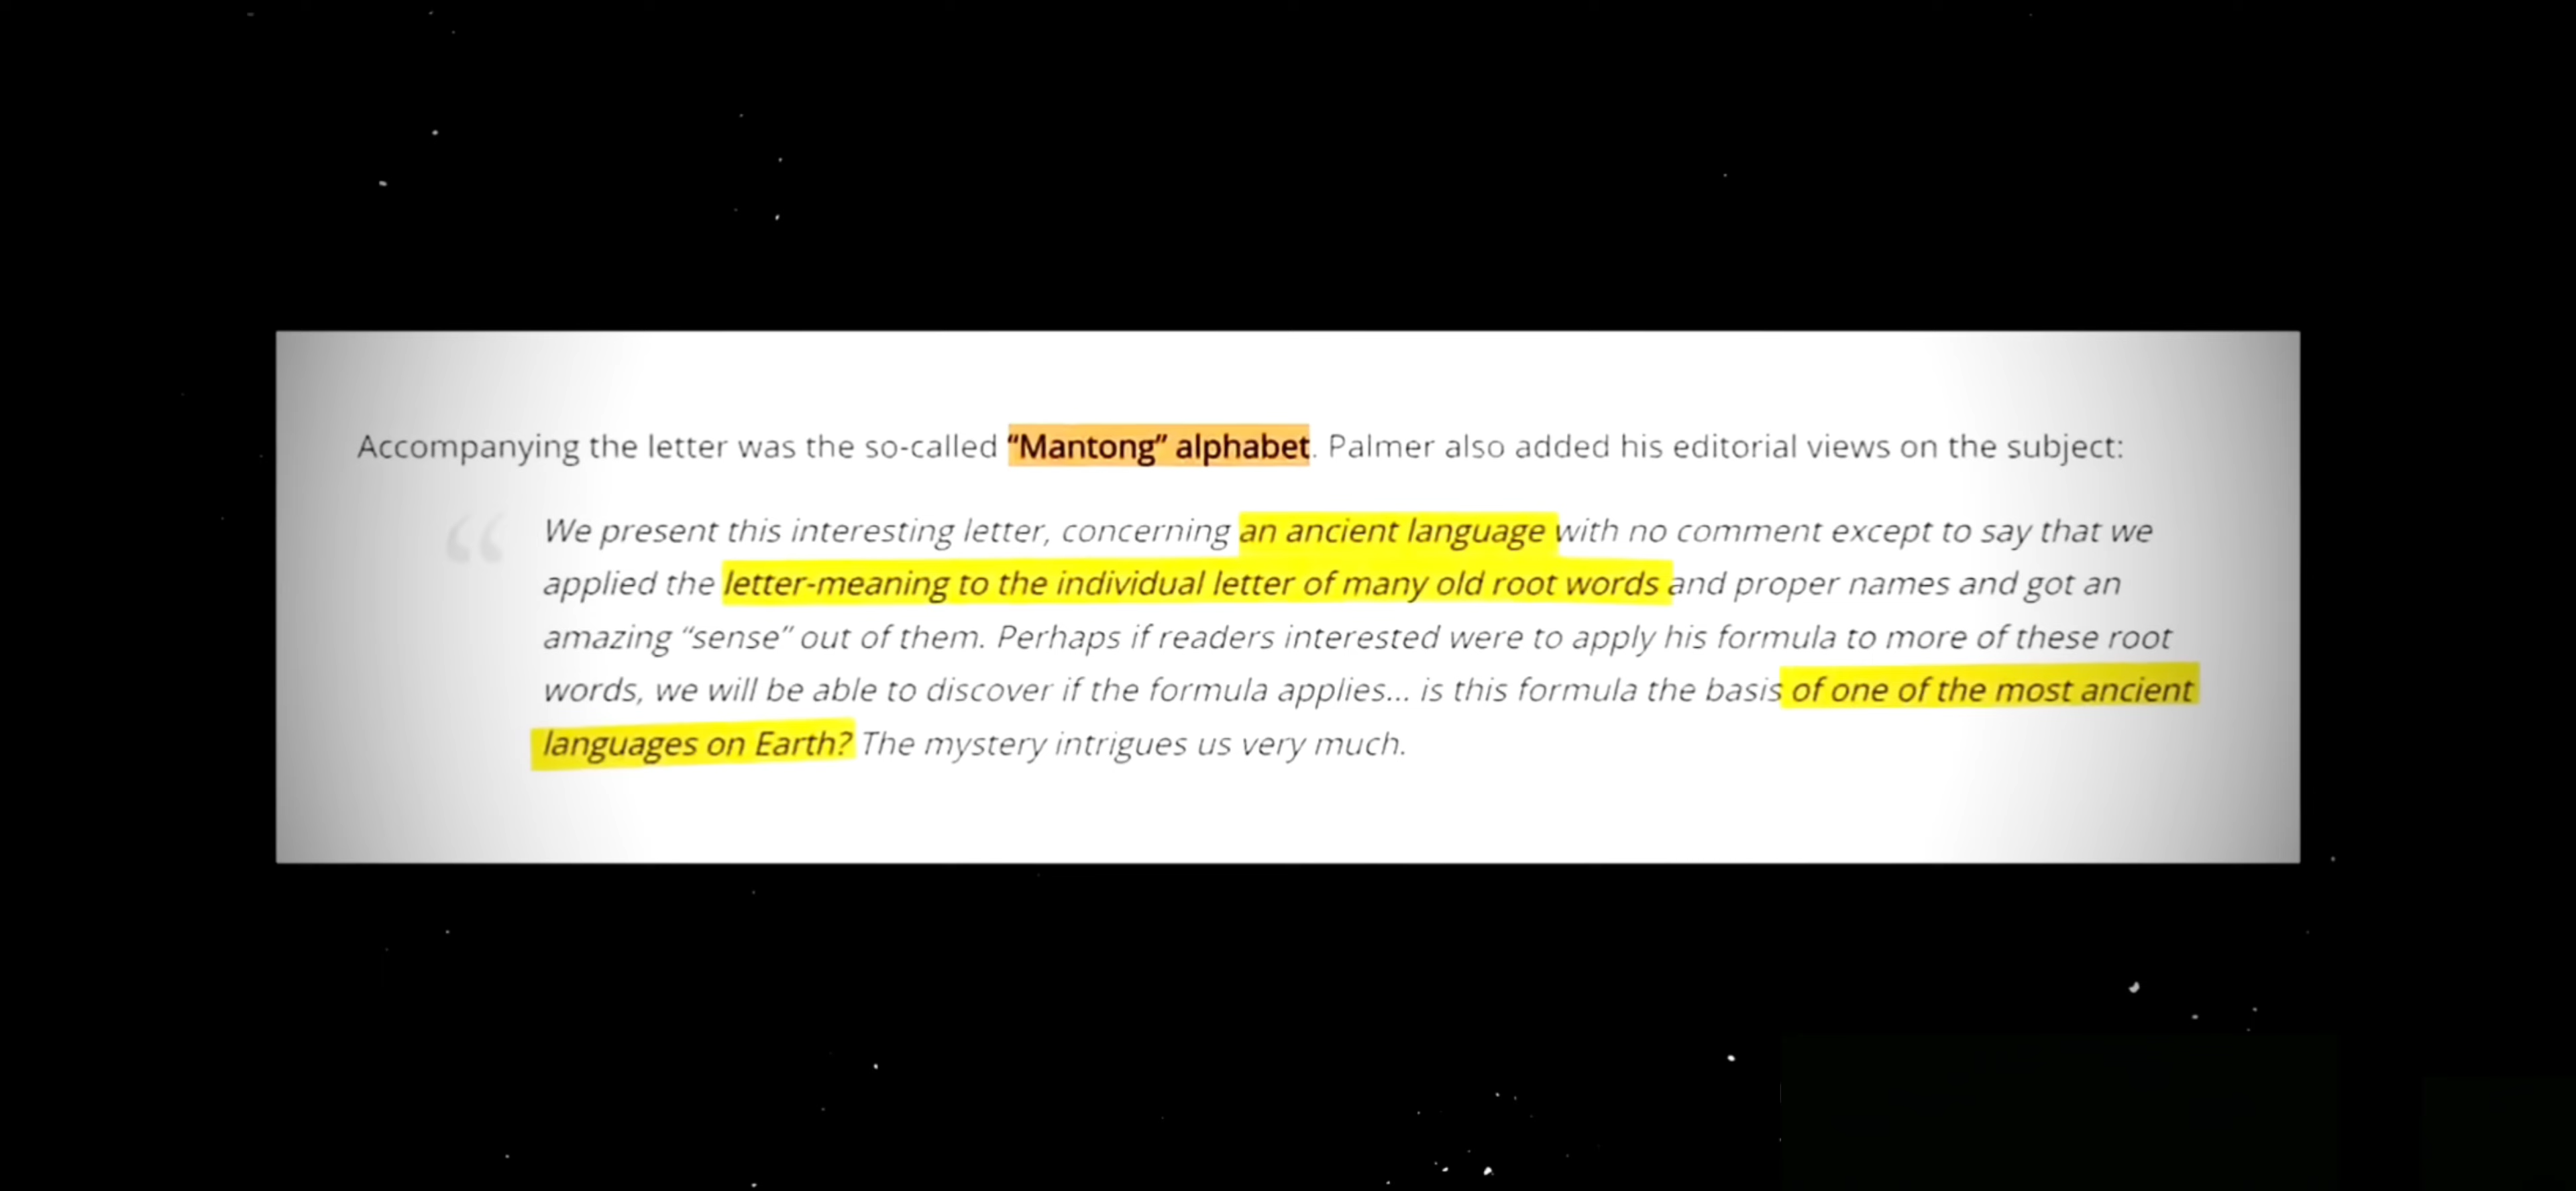 Accompanying the letter was the so-called “Mantong” alphabet. Palmer also added his editorial views on the subject:
“ We present this interesting letter, concerning an ancient language with no comment except to say that we
applied the letter-meaning to the individual letter of many old root words and proper names and got an
amazing “sense” out of them. Perhaps if readers interested were to apply his formula to more of these root
words, we will be able to discover if the formula applies... is this formula the basis of one of the most ancient
languages on Earth? The mystery intrigues us very much.